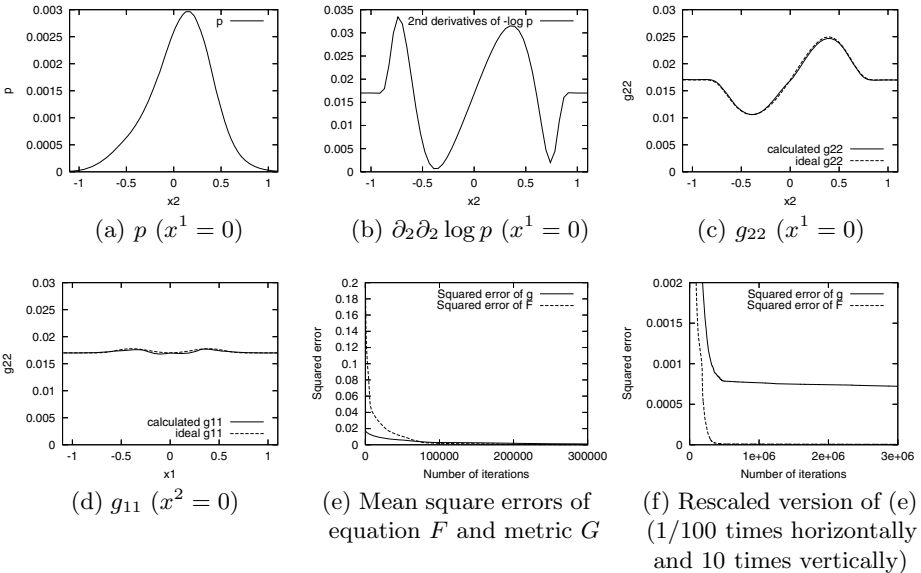 0.003
0.0025
0.002
0.0015
0.001
0.0005
0
p
p
-1 -0.5 0 0.5 1
x2
(a) p (x^1 = 0)
0.035
0.03
0.025
0.02
0.015
0.01
0.005
0
2nd derivatives of -log p
-1 -0.5 0 0.5 1
x2
(b) ∂₂∂₂ log p (x^1 = 0)
0.03
0.025
0.02
0.015
0.01
0.005
0
g22
calculated g22
ideal g22
-1 -0.5 0 0.5 1
x2
(c) g₂₂ (x^1 = 0)
0.03
0.025
0.02
0.015
0.01
0.005
0
g22
calculated g11
ideal g11
-1 -0.5 0 0.5 1
x1
(d) g₁₁ (x^2 = 0)
0.2
0.18
0.16
0.14
0.12
0.1
0.08
0.06
0.04
0.02
0
Squared error
Squared error of g
Squared error of F
0 100000 200000 300000
Number of iterations
(e) Mean square errors of
equation F and metric G
0.002
0.0015
0.001
0.0005
0
Squared error
Squared error of g
Squared error of F
0 1e+06 2e+06 3e+06
Number of iterations
(f) Rescaled version of (e)
(1/100 times horizontally
and 10 times vertically)